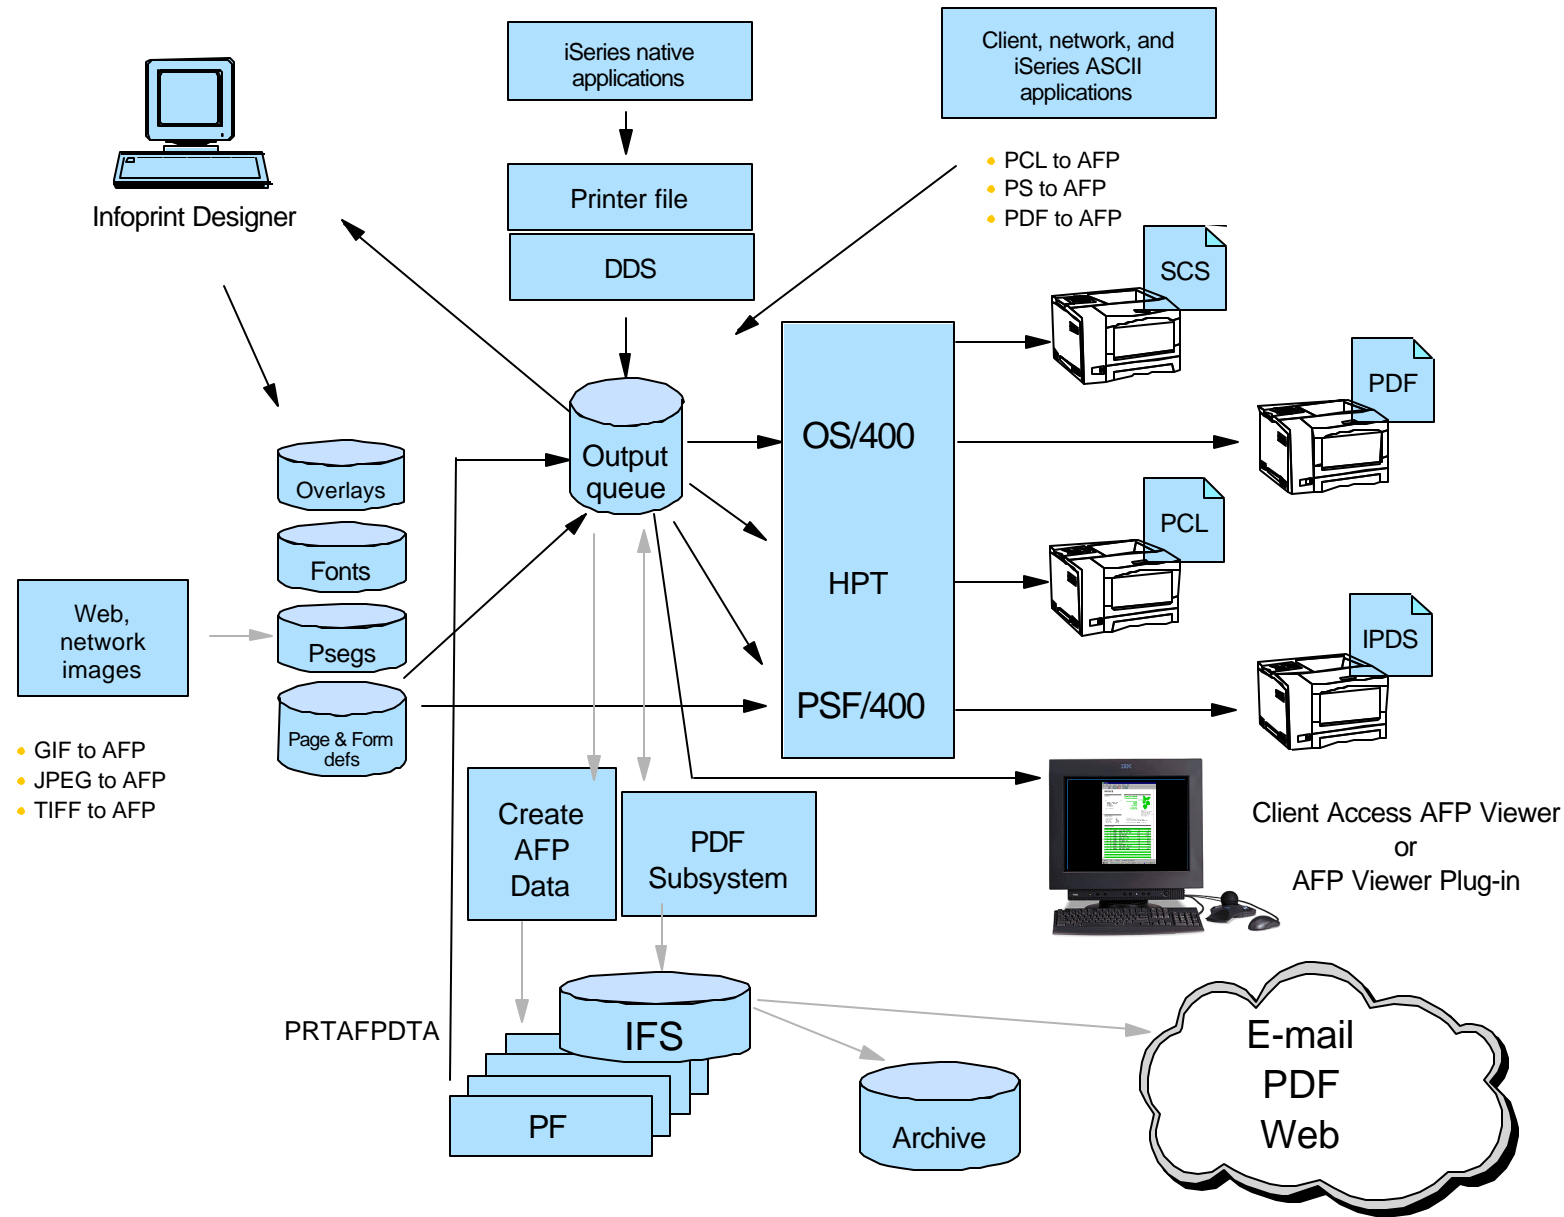 iSeries native
applications
Client, network, and
iSeries ASCII
applications
Infoprint Designer
Printer file
DDS
• PCL to AFP
• PS to AFP
• PDF to AFP
SCS
PDF
OS/400
Output
queue
Overlays
Fonts
Psegs
Page & Form
defs
Web,
network
images
• GIF to AFP
• JPEG to AFP
• TIFF to AFP
HPT
PCL
PSF/400
IPDS
Create
AFP
Data
PDF
Subsystem
IBM
Client Access AFP Viewer
or
AFP Viewer Plug-in
PRTAFPDTA
IFS
PF
Archive
E-mail
PDF
Web